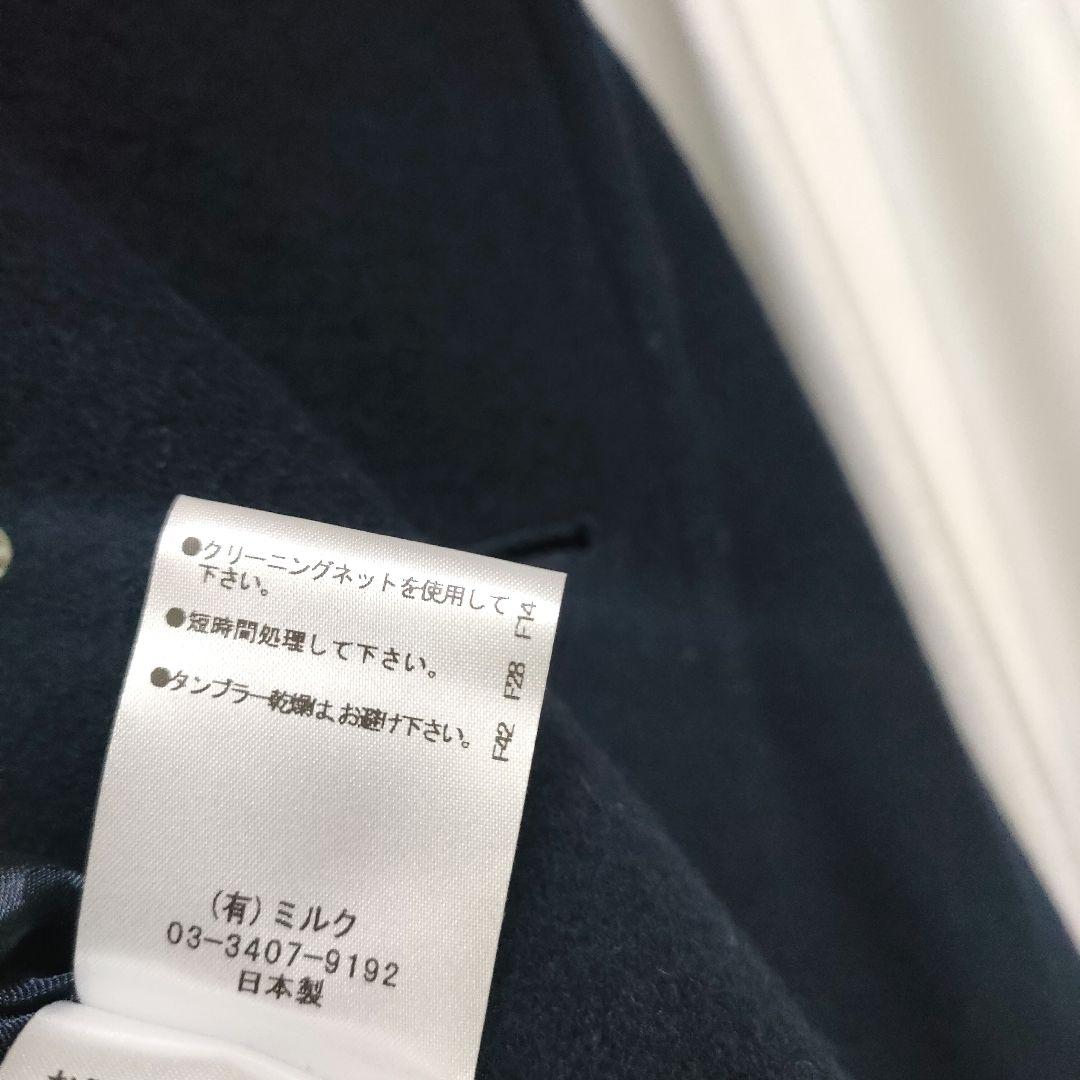 ●クリーニングネットを使用して F14
下さい。
●短時間処理して下さい。 F28
●タンブラー乾燥は、お避け下さい。 F42
(有)ミルク
03-3407-9192
日本製